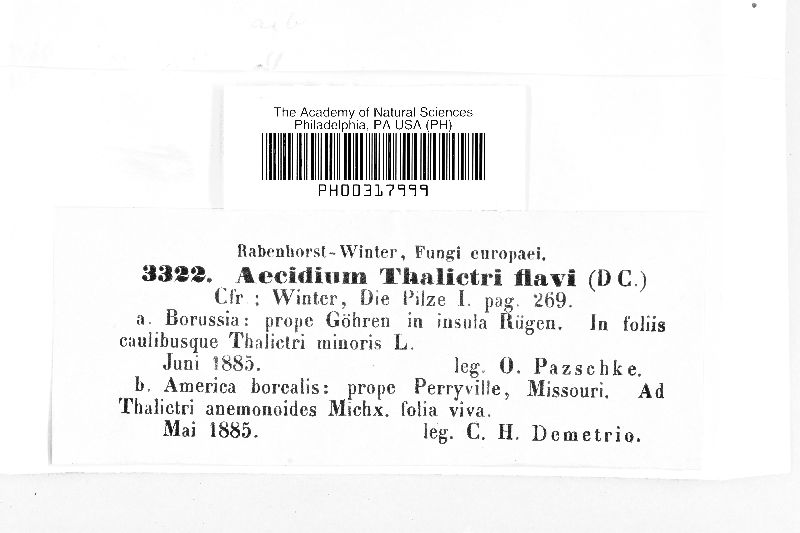 The Academy of Natural Sciences
Philadelphia, PA USA (PH)
PH00317999
Rabenhorst-Winter, Fungi europaei.
3322. Aecidium Thalictri flavi (D C.)
Cfr : Winter, Die Pilze I. pag. 269.
a. Borussia: prope Göhren in insula Rügen. In foliis
caulibusque Thalictri minoris L.
Juni 1885. leg. O. Pazschke.
b. America borealis: prope Perryville, Missouri. Ad
Thalictri anemonoides Michx. folia viva.
Mai 1885. leg. C. H. Demetrio.